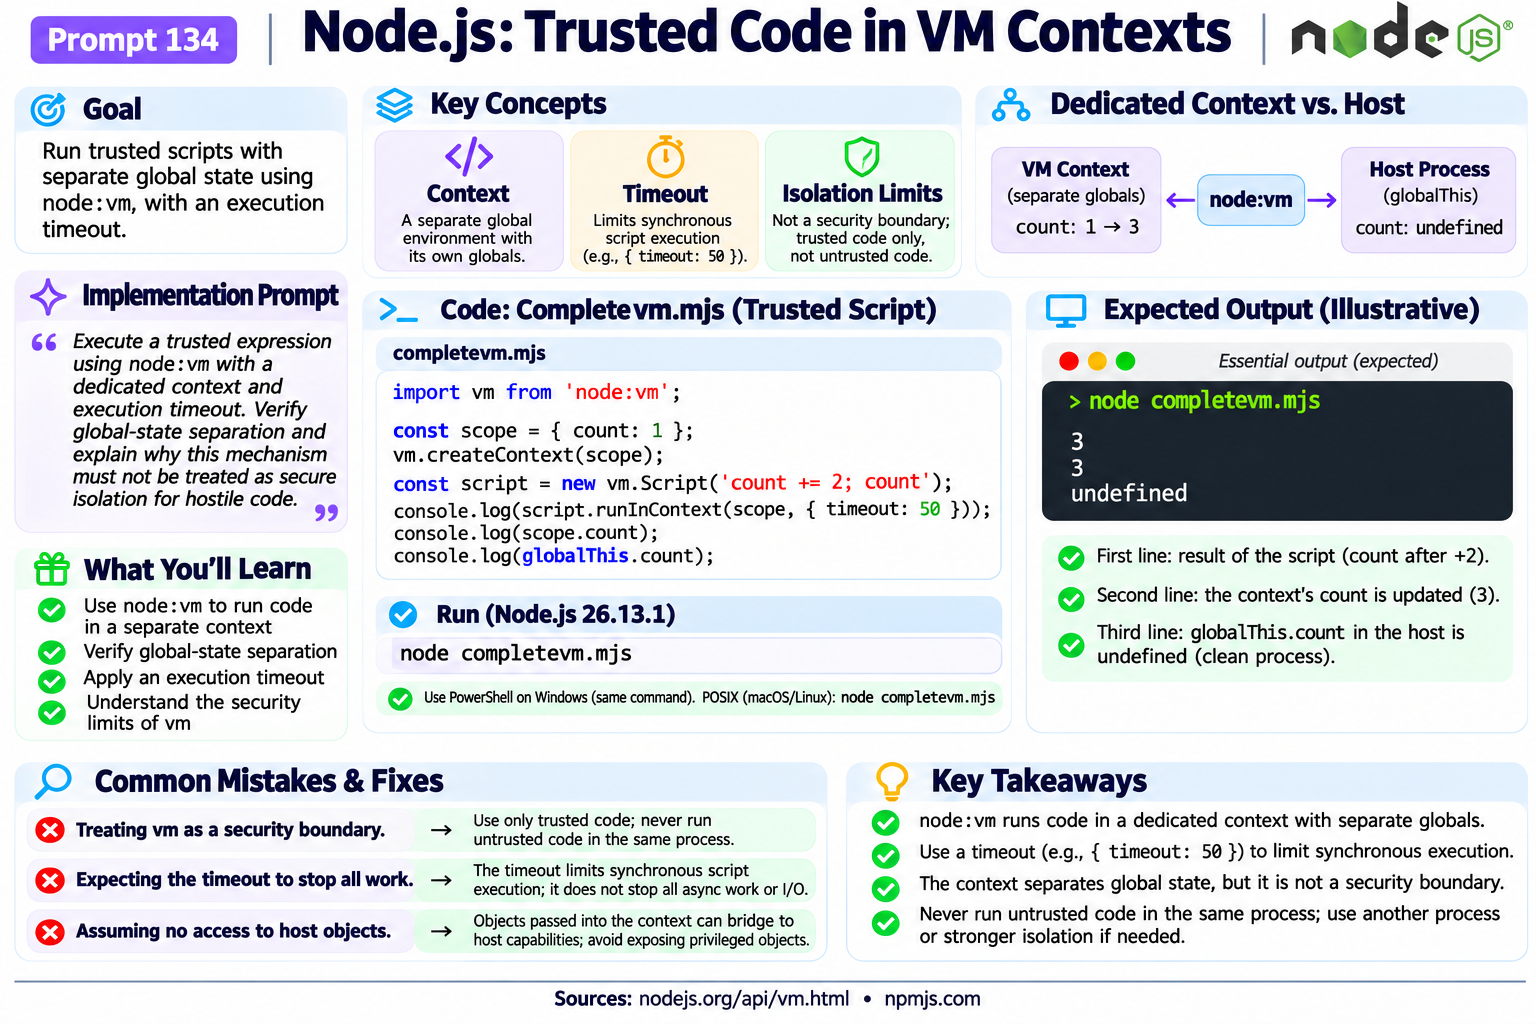 Prompt 134
Node.js: Trusted Code in VM Contexts
node
JS
®
Goal
Run trusted scripts with
separate global state using
node:vm, with an execution
timeout.
Key Concepts
</>
Context
A separate global
environment with
its own globals.
Timeout
Limits synchronous
script execution
(e.g., { timeout: 50 }).
Isolation Limits
Not a security boundary;
trusted code only,
not untrusted code.
Dedicated Context vs. Host
VM Context
(separate globals)
count: 1 → 3
node:vm
Host Process
(globalThis)
count: undefined
Implementation Prompt
“ Execute a trusted expression
using node:vm with a
dedicated context and
execution timeout. Verify
global-state separation and
explain why this mechanism
must not be treated as secure
isolation for hostile code. ”
What You'll Learn
Use node:vm to run code
in a separate context
Verify global-state separation
Apply an execution timeout
Understand the security
limits of vm
Code: Completevm.mjs (Trusted Script)
completevm.mjs
import vm from 'node:vm';
const scope = { count: 1 };
vm.createContext(scope);
const script = new vm.Script('count += 2; count');
console.log(script.runInContext(scope, { timeout: 50 }));
console.log(scope.count);
console.log(globalThis.count);
Run (Node.js 26.13.1)
node completevm.mjs
Use PowerShell on Windows (same command). POSIX (macOS/Linux): node completevm.mjs
Expected Output (Illustrative)
Essential output (expected)
> node completevm.mjs
3
3
undefined
First line: result of the script (count after +2).
Second line: the context's count is updated (3).
Third line: globalThis.count in the host is
undefined (clean process).
Common Mistakes & Fixes
Treating vm as a security boundary. → Use only trusted code; never run
untrusted code in the same process.
Expecting the timeout to stop all work. → The timeout limits synchronous script
execution; it does not stop all async work or I/O.
Assuming no access to host objects. → Objects passed into the context can bridge to
host capabilities; avoid exposing privileged objects.
Key Takeaways
node:vm runs code in a dedicated context with separate globals.
Use a timeout (e.g., { timeout: 50 }) to limit synchronous execution.
The context separates global state, but it is not a security boundary.
Never run untrusted code in the same process; use another process
or stronger isolation if needed.
Sources: nodejs.org/api/vm.html • npmjs.com